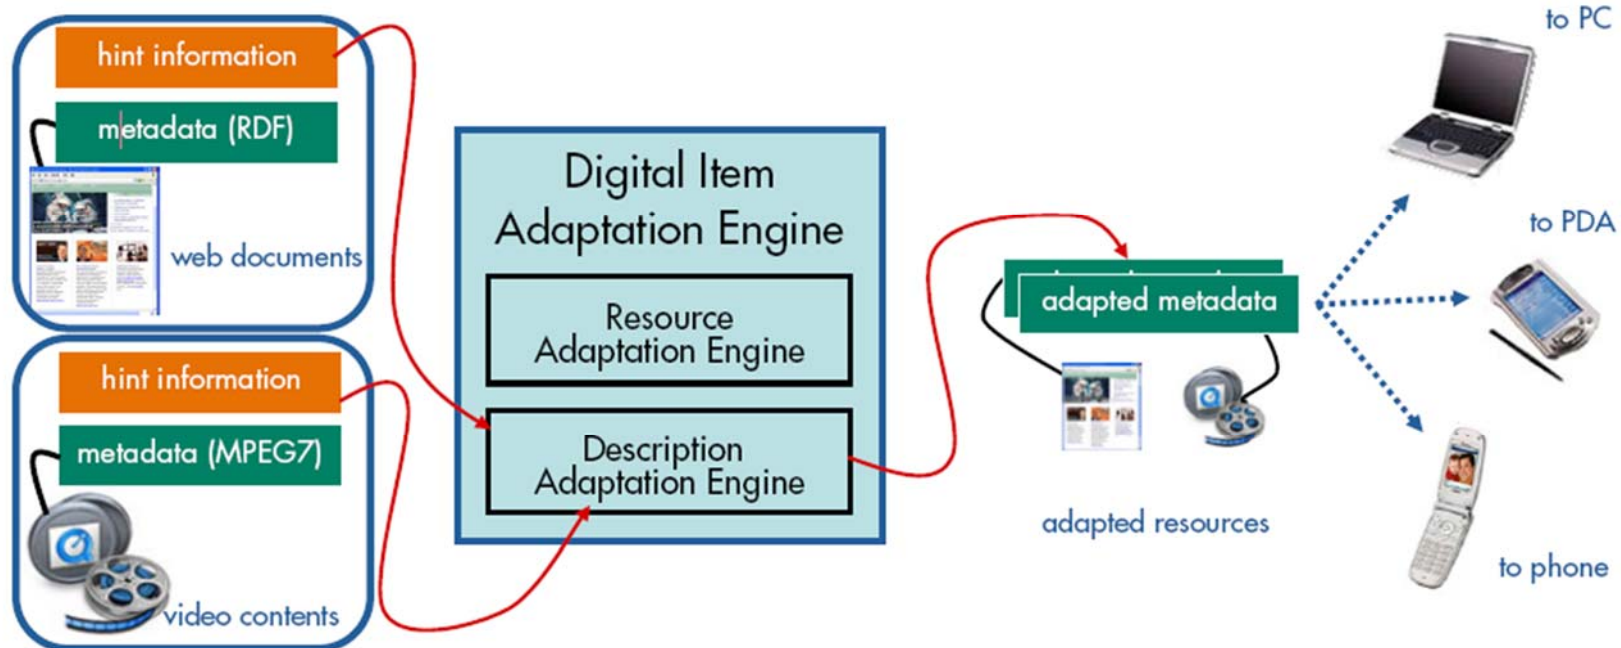 hint information
metadata (RDF)
web documents
hint information
metadata (MPEG7)
video contents
Digital Item
Adaptation Engine
Resource
Adaptation Engine
Description
Adaptation Engine
adapted metadata
adapted resources
to PC
to PDA
to phone